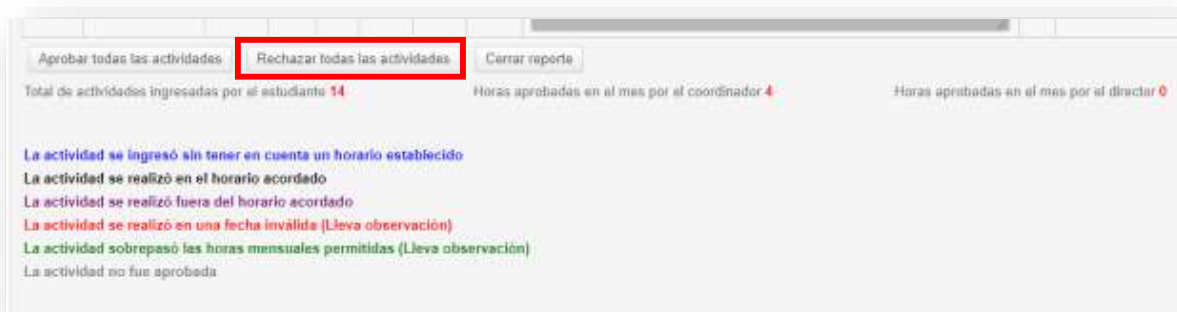 Aprobar todas las actividades Rechazar todas las actividades Cerrar reporte
Total de actividades ingresadas por el estudiante 14 Horas aprobadas en el mes por el coordinador 4 Horas aprobadas en el mes por el director 0
La actividad se ingresó sin tener en cuenta un horario establecido
La actividad se realizó en el horario acordado
La actividad se realizó fuera del horario acordado
La actividad se realizó en una fecha inválida (Lleva observación)
La actividad sobrepasó las horas mensuales permitidas (Lleva observación)
La actividad no fue aprobada